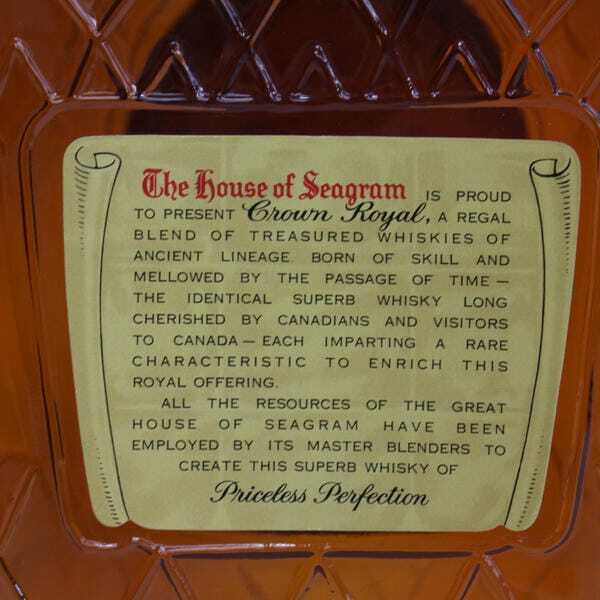 The House of Seagram IS PROUD
TO PRESENT Crown Royal, A REGAL
BLEND OF TREASURED WHISKIES OF
ANCIENT LINEAGE BORN OF SKILL AND
MELLOWED BY THE PASSAGE OF TIME —
THE IDENTICAL SUPERB WHISKY LONG
CHERISHED BY CANADIANS AND VISITORS
TO CANADA — EACH IMPARTING A RARE
CHARACTERISTIC TO ENRICH THIS
ROYAL OFFERING.
ALL THE RESOURCES OF THE GREAT
HOUSE OF SEAGRAM HAVE BEEN
EMPLOYED BY ITS MASTER BLENDERS TO
CREATE THIS SUPERB WHISKY OF
Priceless Perfection